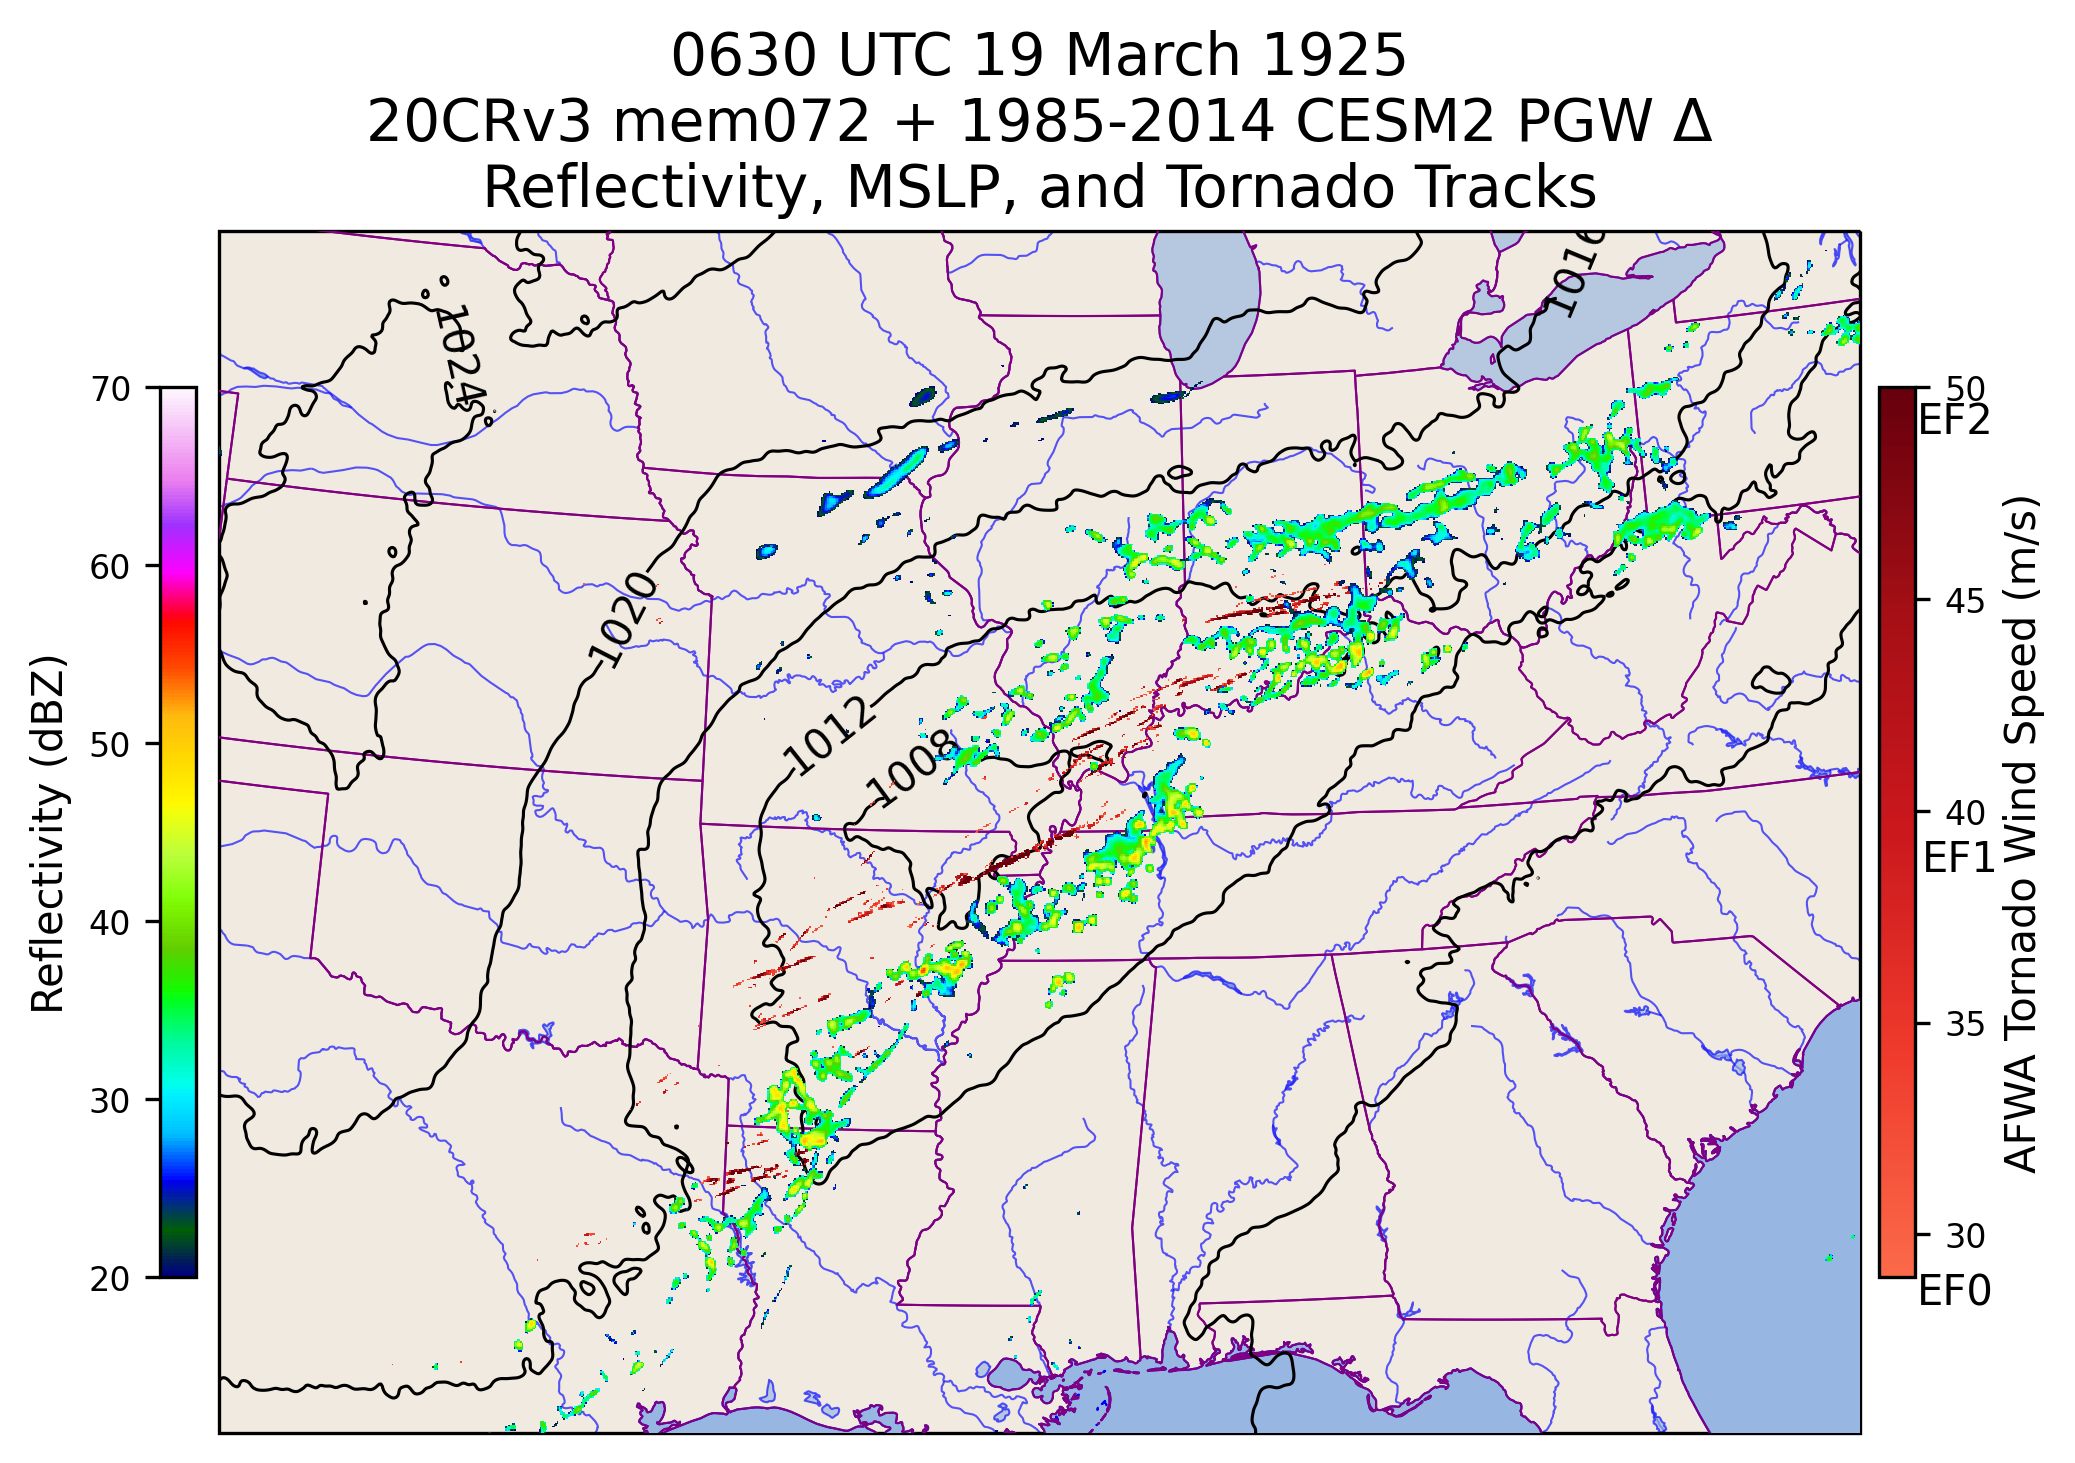 0630 UTC 19 March 1925
20CRv3 mem072 + 1985-2014 CESM2 PGW Δ
Reflectivity, MSLP, and Tornado Tracks
1016
1024
1020
1012
1008
70
60
50
40
30
20
Reflectivity (dBZ)
50
EF2
45
40
EF1
35
30
EF0
AFWA Tornado Wind Speed (m/s)